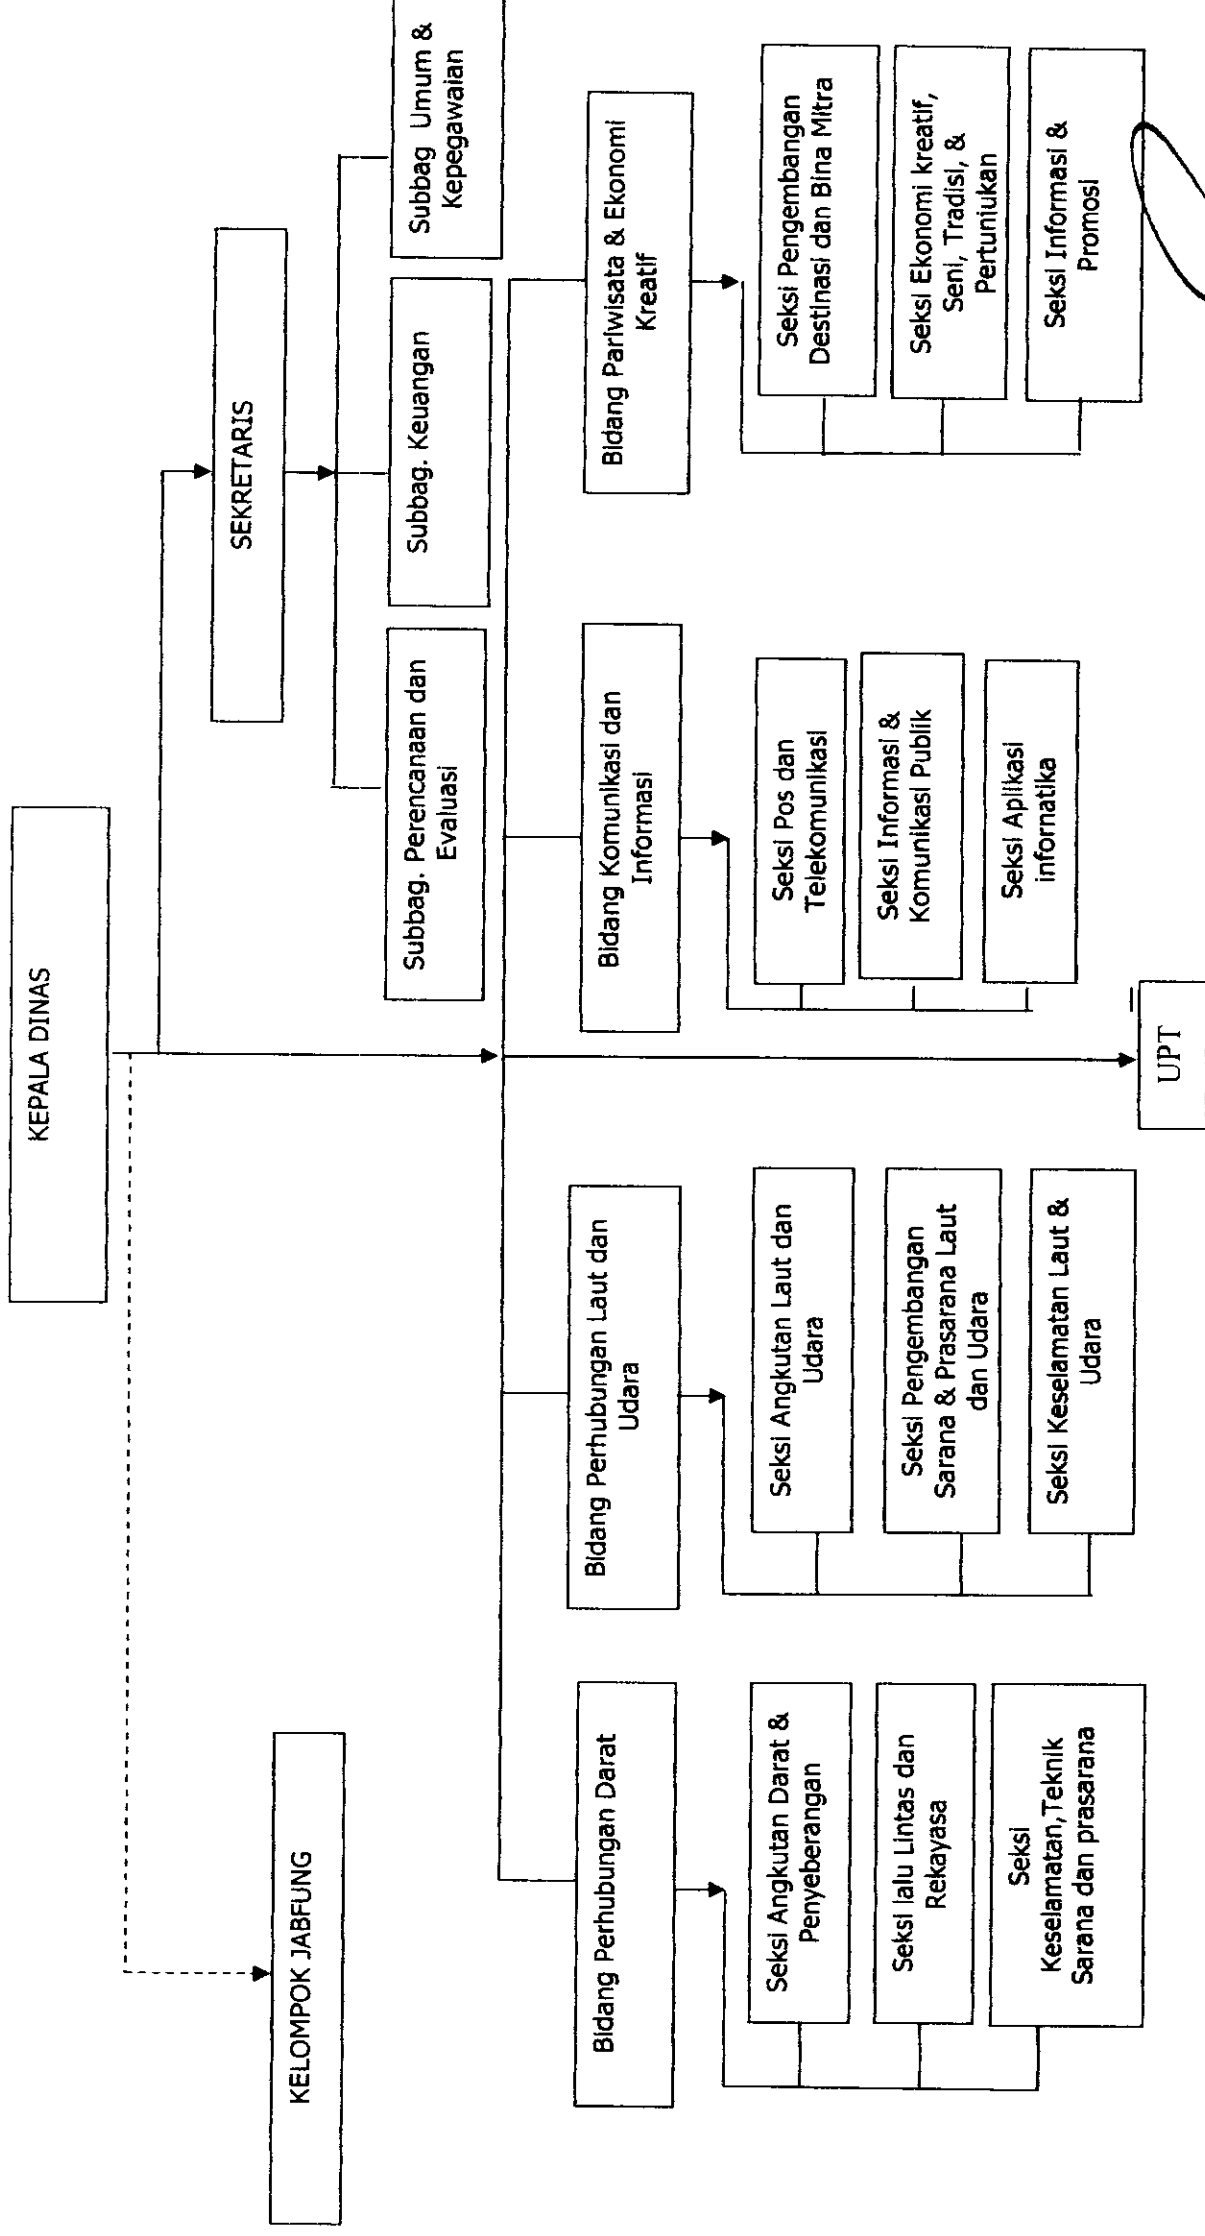 KEPALA DINAS
KELOMPOK JABFUNG
SEKRETARIS
Subbag. Perencanaan dan
Evaluasi
Subbag. Keuangan
Subbag Umum &
Kepegawaian
Bidang Perhubungan Darat
Bidang Perhubungan Laut dan
Udara
Bidang Komunikasi dan
Informasi
Bidang Pariwisata & Ekonomi
Kreatif
Seksi Angkutan Darat &
Penyeberangan
Seksi lalu Lintas dan
Rekayasa
Seksi
Keselamatan,Teknik
Sarana dan prasarana
Seksi Angkutan Laut dan
Udara
Seksi Pengembangan
Sarana & Prasarana Laut
dan Udara
Seksi Keselamatan Laut &
Udara
Seksi Pos dan
Telekomunikasi
Seksi Informasi &
Komunikasi Publik
Seksi Aplikasi
infornatika
Seksi Pengembangan
Destinasi dan Bina Mitra
Seksi Ekonomi kreatif,
Seni, Tradisi, &
Pertunjukan
Seksi Informasi &
Promosi
UPT